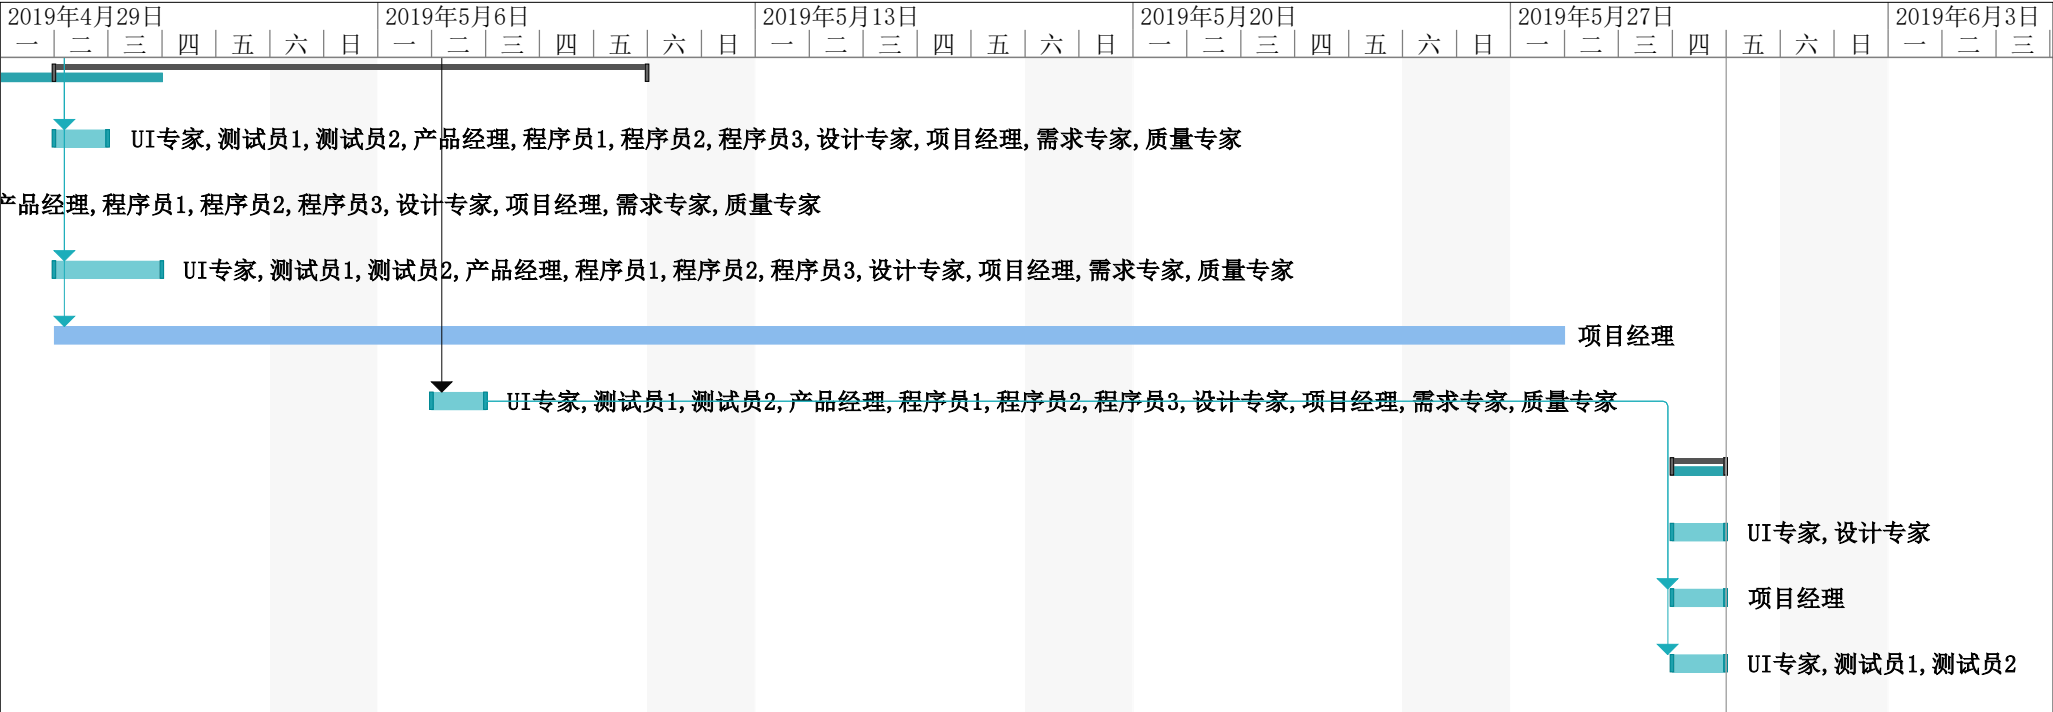 2019年4月29日 2019年5月6日 2019年5月13日 2019年5月20日 2019年5月27日 2019年6月3日
一 二 三 四 五 六 日 一 二 三 四 五 六 日 一 二 三 四 五 六 日 一 二 三 四 五 六 日 一 二 三 四 五 六 日 一 二 三
UI专家,测试员1,测试员2,产品经理,程序员1,程序员2,程序员3,设计专家,项目经理,需求专家,质量专家
产品经理,程序员1,程序员2,程序员3,设计专家,项目经理,需求专家,质量专家
UI专家,测试员1,测试员2,产品经理,程序员1,程序员2,程序员3,设计专家,项目经理,需求专家,质量专家
项目经理
UI专家,测试员1,测试员2,产品经理,程序员1,程序员2,程序员3,设计专家,项目经理,需求专家,质量专家
UI专家,设计专家
项目经理
UI专家,测试员1,测试员2